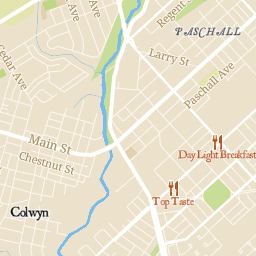 Regent
PASCHALL
Larry St
Cedar Ave
Paschall Ave
Main St
Chestnut St
Day Light Breakfast
Top Taste
Colwyn